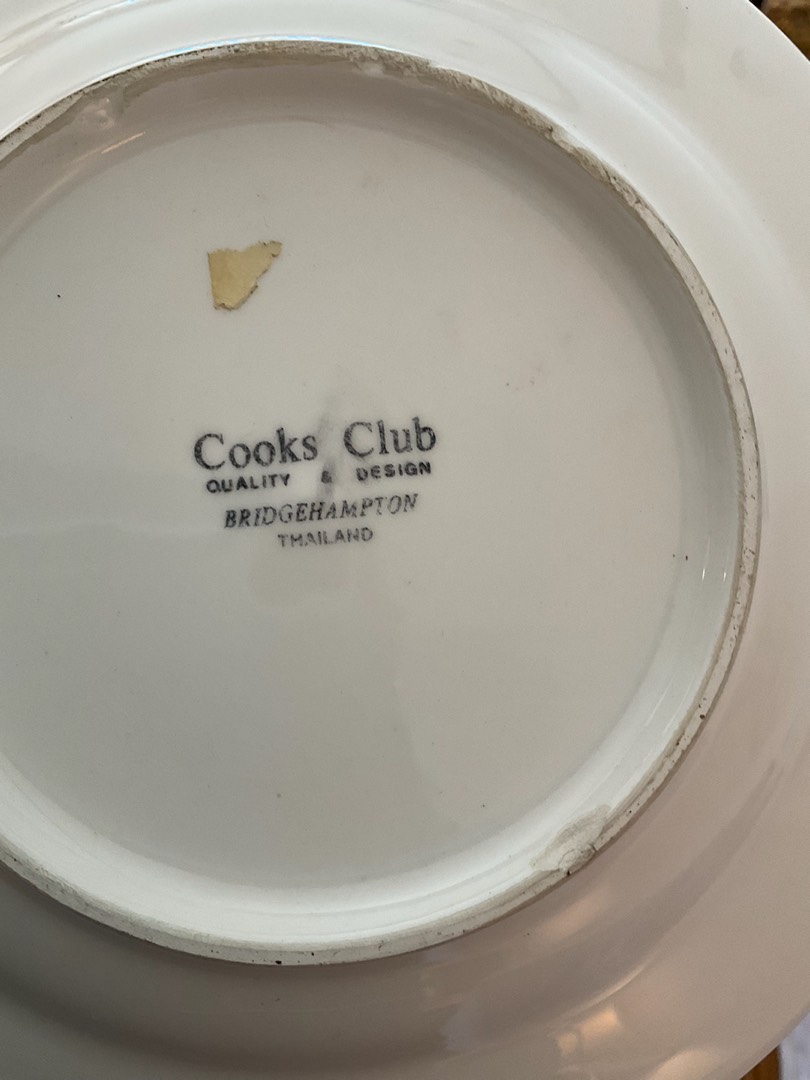 Cooks Club
QUALITY & DESIGN
BRIDGEHAMPTON
THAILAND